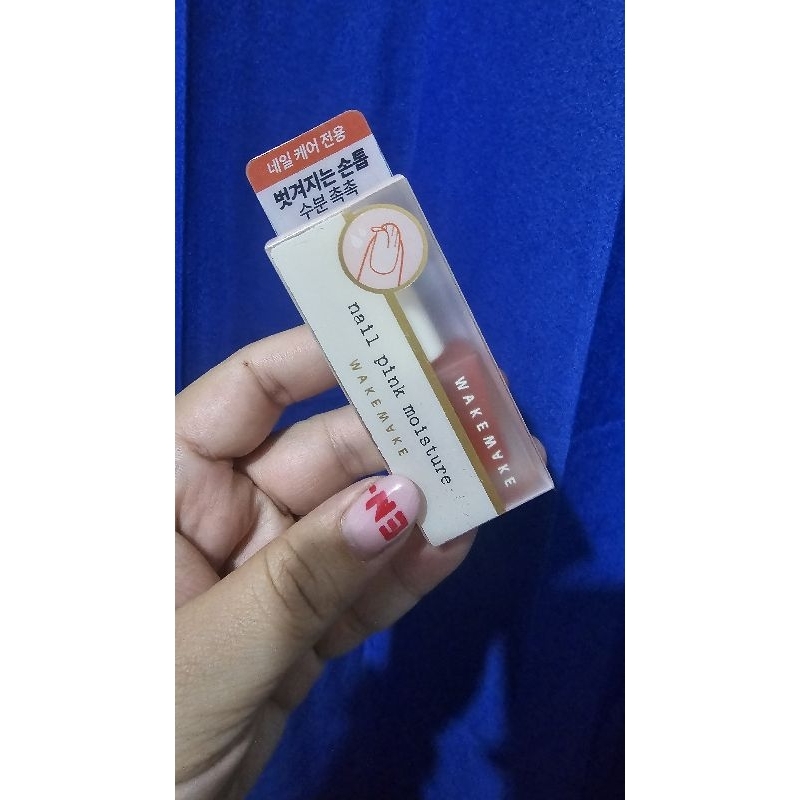 네일 케어 전용
벗겨지는 손톱
수분 촉촉
nail pink moisture
WAKEMAKE
WAKEMAKE